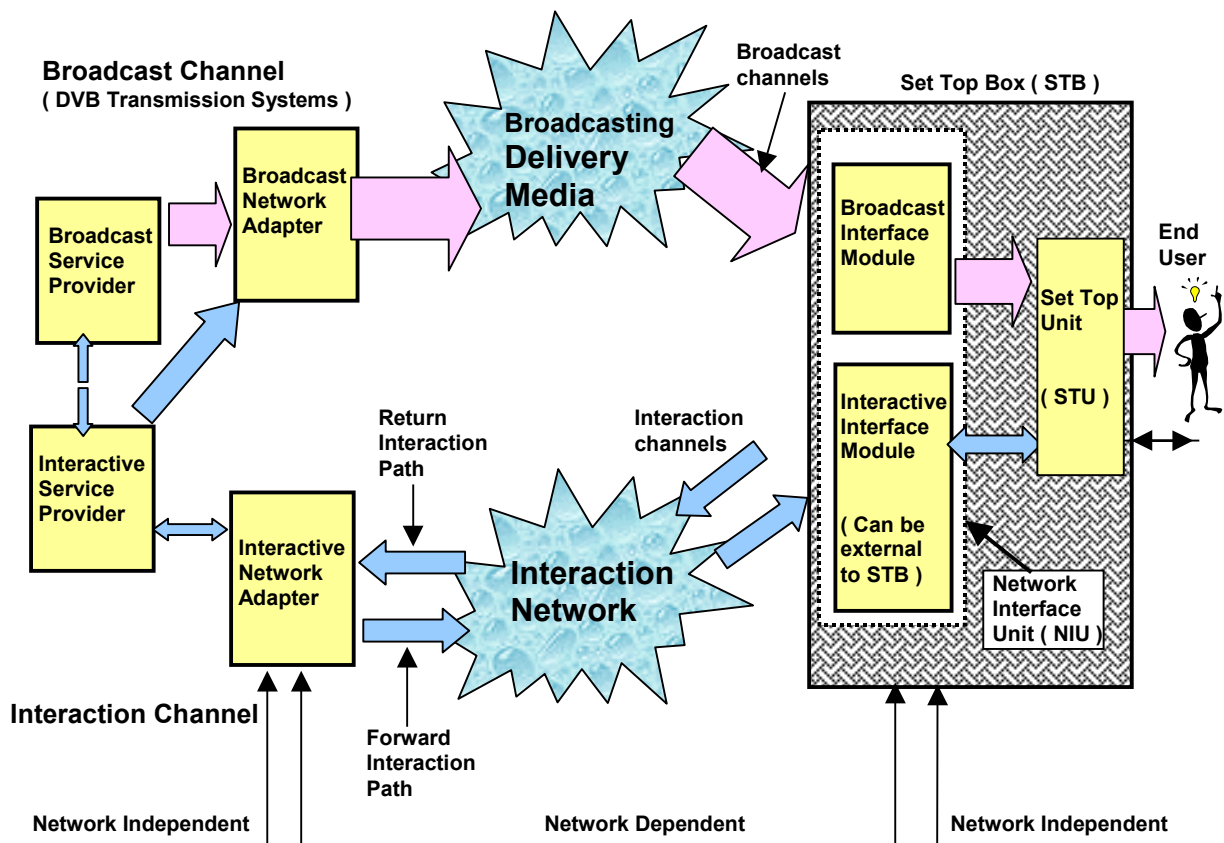 Broadcast Channel
( DVB Transmission Systems )
Broadcast
channels
Set Top Box ( STB )
Broadcasting
Delivery
Media
Broadcast
Network
Adapter
Broadcast
Service
Provider
Broadcast
Interface
Module
End
User
Set Top
Unit
( STU )
Interactive
Service
Provider
Return
Interaction
Path
Interaction
channels
Interactive
Interface
Module
( Can be
external
to STB )
Interactive
Network
Adapter
Interaction
Network
Network
Interface
Unit ( NIU )
Interaction Channel
Forward
Interaction
Path
Network Independent
Network Dependent
Network Independent